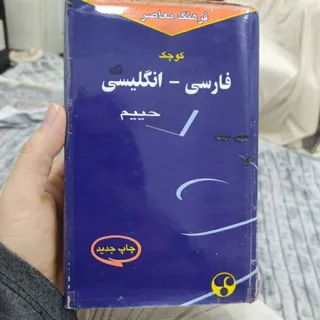 فرهنگ معاصر
کوچک
فارسی - انگلیسی
حییم
چاپ جدید